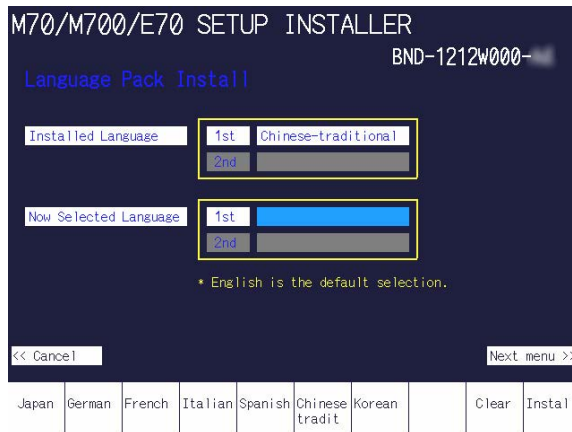 M70/M700/E70 SETUP INSTALLER
BND-1212W000-
Language Pack Install
Installed Language 1st Chinese-traditional
2nd
Now Selected Language 1st
2nd
* English is the default selection.
<< Cancel Next menu >>
Japan German French Italian Spanish Chinese tradit Korean Clear Instal